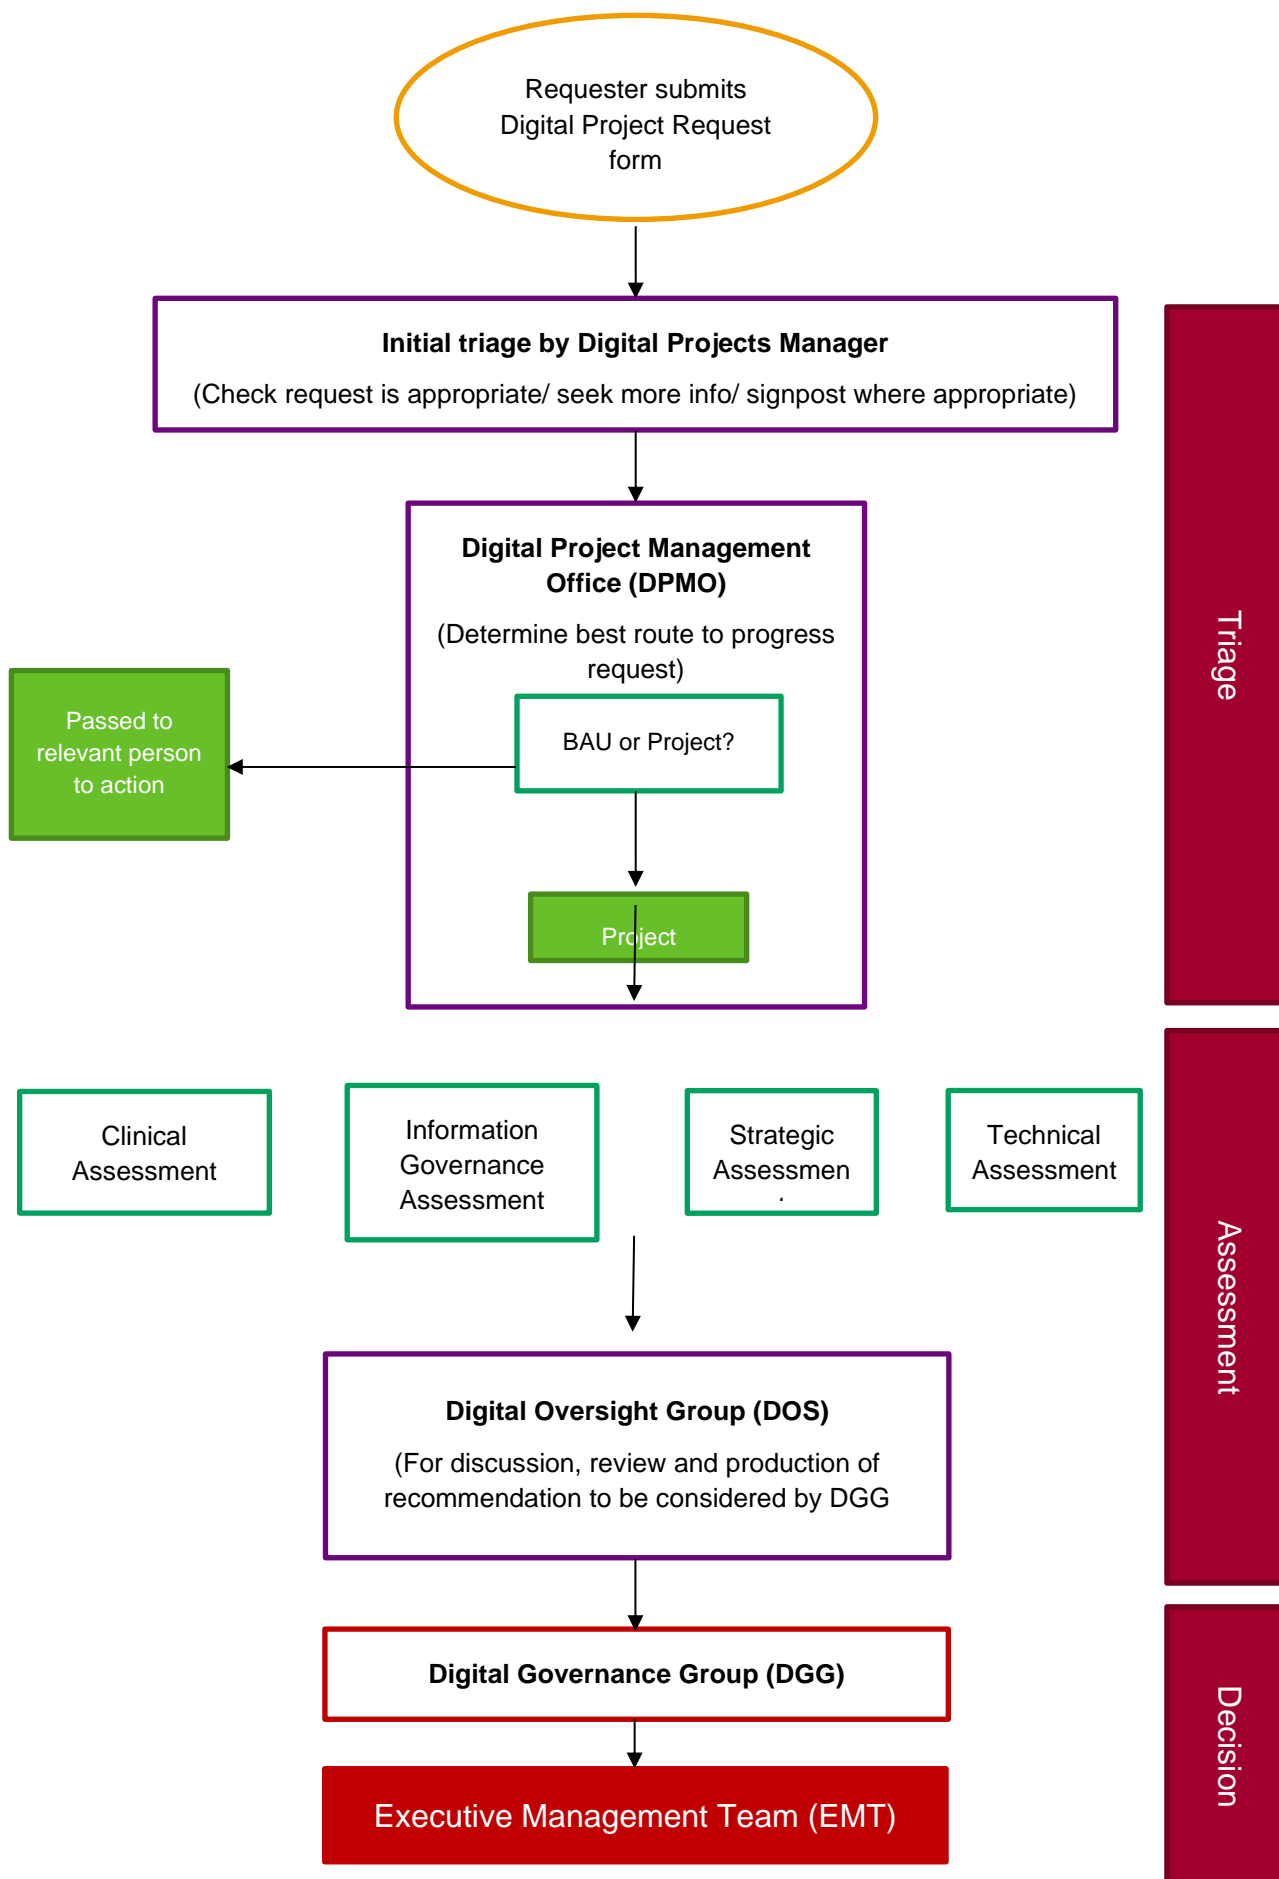 Requester submits
Digital Project Request
form
Initial triage by Digital Projects Manager
(Check request is appropriate/ seek more info/ signpost where appropriate)
Digital Project Management
Office (DPMO)
(Determine best route to progress
request)
BAU or Project?
Passed to
relevant person
to action
Project
Triage
Clinical
Assessment
Information
Governance
Assessment
Strategic
Assessmen
Technical
Assessment
Assessment
Digital Oversight Group (DOS)
(For discussion, review and production of
recommendation to be considered by DGG
Digital Governance Group (DGG)
Executive Management Team (EMT)
Decision